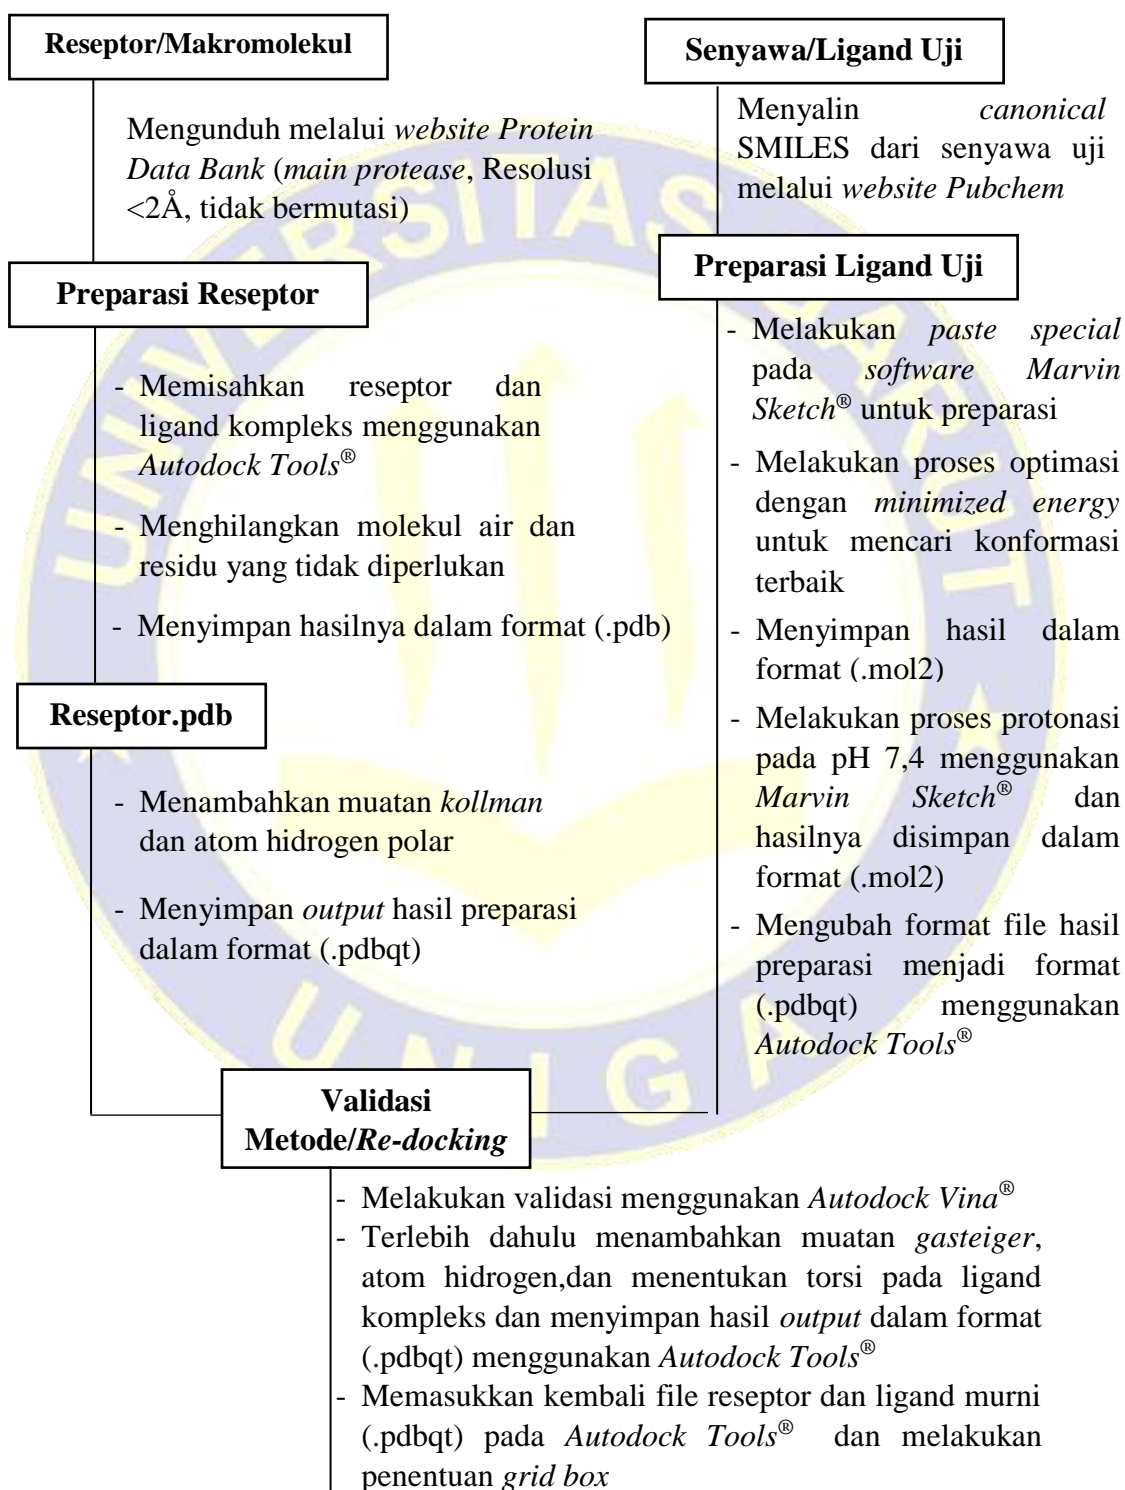 Reseptor/Makromolekul
Mengunduh melalui website Protein
Data Bank (main protease, Resolusi
<2Å, tidak bermutasi)
Preparasi Reseptor
- Memisahkan reseptor dan
ligand kompleks menggunakan
Autodock Tools®
- Menghilangkan molekul air dan
residu yang tidak diperlukan
- Menyimpan hasilnya dalam format (.pdb)
Reseptor.pdb
- Menambahkan muatan kollman
dan atom hidrogen polar
- Menyimpan output hasil preparasi
dalam format (.pdbqt)
Senyawa/Ligand Uji
Menyalin canonical
SMILES dari senyawa uji
melalui website Pubchem
Preparasi Ligand Uji
- Melakukan paste special
pada software Marvin
Sketch® untuk preparasi
- Melakukan proses optimasi
dengan minimized energy
untuk mencari konformasi
terbaik
- Menyimpan hasil dalam
format (.mol2)
- Melakukan proses protonasi
pada pH 7,4 menggunakan
Marvin Sketch® dan
hasilnya disimpan dalam
format (.mol2)
- Mengubah format file hasil
preparasi menjadi format
(.pdbqt) menggunakan
Autodock Tools®
Validasi
Metode/Re-docking
- Melakukan validasi menggunakan Autodock Vina®
- Terlebih dahulu menambahkan muatan gasteiger,
atom hidrogen,dan menentukan torsi pada ligand
kompleks dan menyimpan hasil output dalam format
(.pdbqt) menggunakan Autodock Tools®
- Memasukkan kembali file reseptor dan ligand murni
(.pdbqt) pada Autodock Tools® dan melakukan
penentuan grid box
UNIVERSITAS GARUT
UNIGA